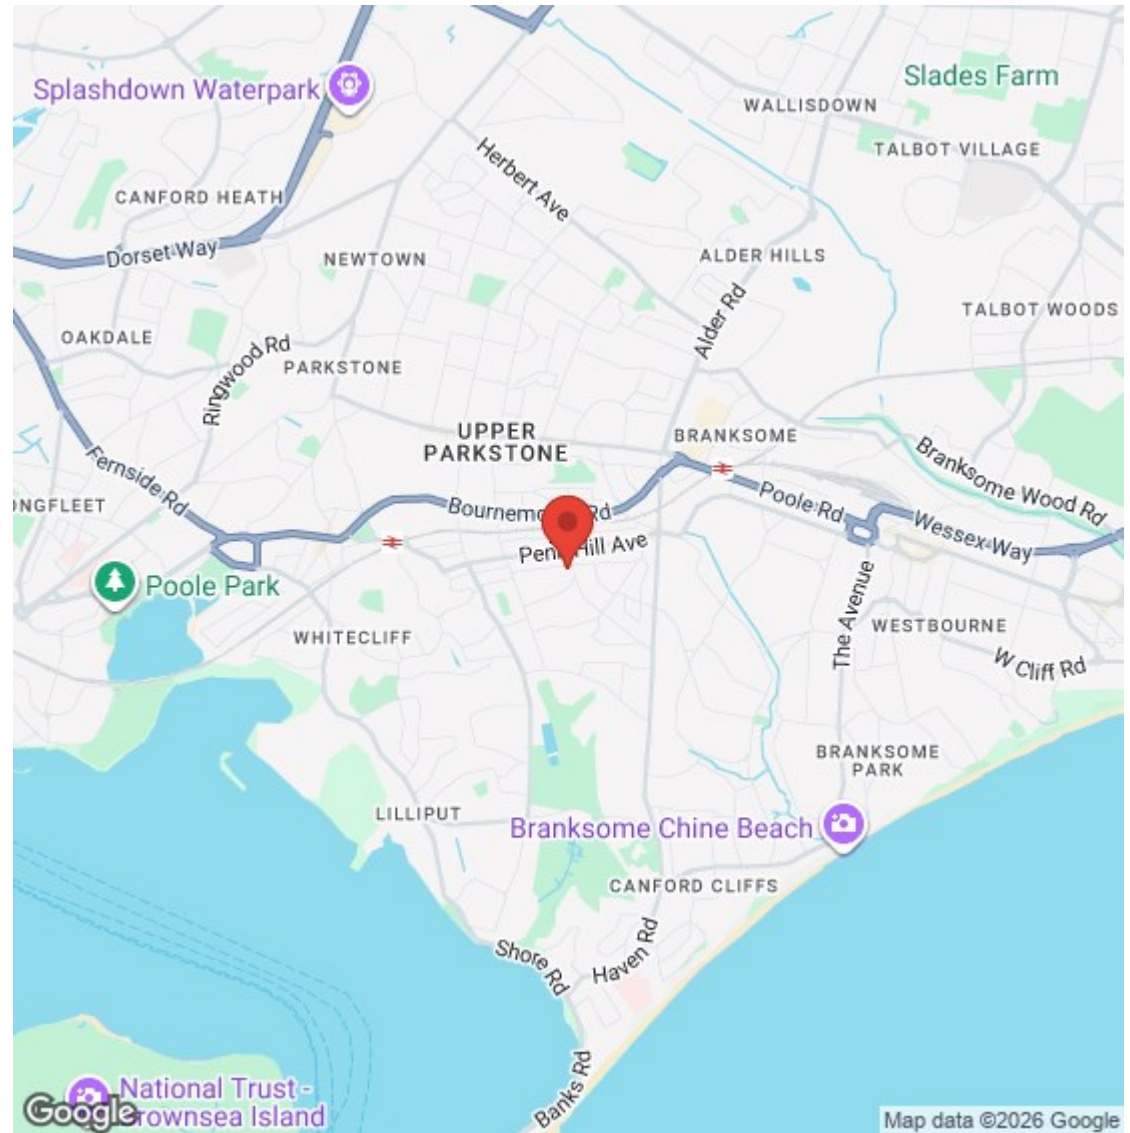 Splashdown Waterpark
Slades Farm
WALLISDOWN
TALBOT VILLAGE
Herbert Ave
CANFORD HEATH
Dorset Way
NEWTOWN
ALDER HILLS
TALBOT WOODS
Alder Rd
OAKDALE
Ringwood Rd
PARKSTONE
UPPER
PARKSTONE
BRANKSOME
Fernside Rd
Branksome Wood Rd
ONGFLEET
Poole Rd
Wessex Way
Penn Hill Ave
Poole Park
The Avenue
WHITECLIFF
WESTBOURNE
W Cliff Rd
BRANKSOME
PARK
LILLIPUT
Branksome Chine Beach
CANFORD CLIFFS
Shore Rd
Haven Rd
Banks Rd
National Trust -
rownsea Island
Google
Map data ©2026 Google